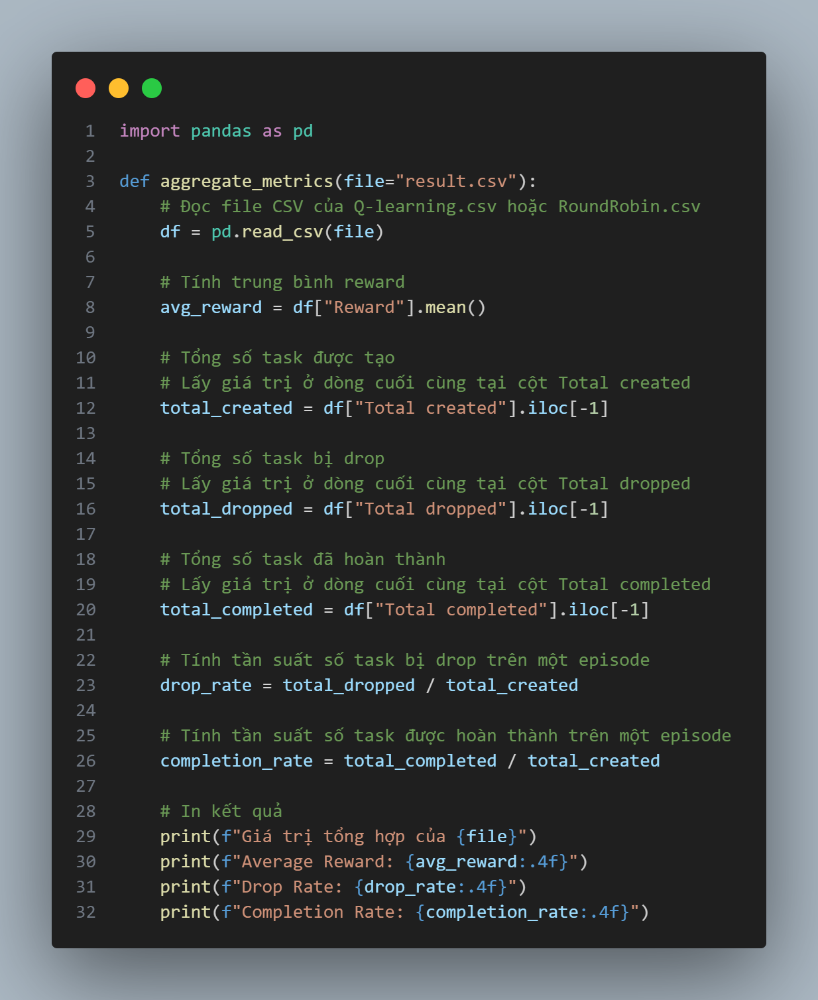 1 import pandas as pd
2
3 def aggregate_metrics(file="result.csv"):
4     # Đọc file CSV của Q-learning.csv hoặc RoundRobin.csv
5     df = pd.read_csv(file)
6
7     # Tính trung bình reward
8     avg_reward = df["Reward"].mean()
9
10     # Tổng số task được tạo
11     # Lấy giá trị ở dòng cuối cùng tại cột Total created
12     total_created = df["Total created"].iloc[-1]
13
14     # Tổng số task bị drop
15     # Lấy giá trị ở dòng cuối cùng tại cột Total dropped
16     total_dropped = df["Total dropped"].iloc[-1]
17
18     # Tổng số task đã hoàn thành
19     # Lấy giá trị ở dòng cuối cùng tại cột Total completed
20     total_completed = df["Total completed"].iloc[-1]
21
22     # Tính tần suất số task bị drop trên một episode
23     drop_rate = total_dropped / total_created
24
25     # Tính tần suất số task được hoàn thành trên một episode
26     completion_rate = total_completed / total_created
27
28     # In kết quả
29     print(f"Giá trị tổng hợp của {file}")
30     print(f"Average Reward: {avg_reward:.4f}")
31     print(f"Drop Rate: {drop_rate:.4f}")
32     print(f"Completion Rate: {completion_rate:.4f}")